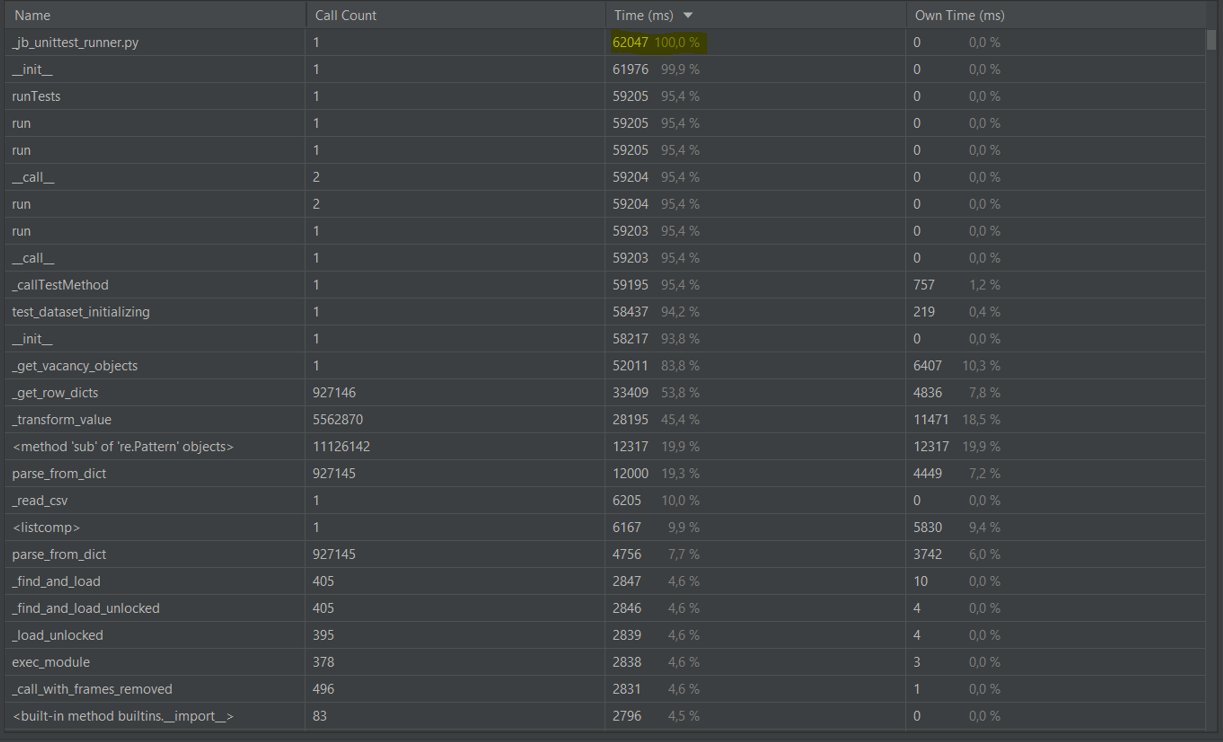 Name Call Count Time (ms) Own Time (ms)
_jb_unittest_runner.py 1 62047 100,0 % 0 0,0 %
__init__ 1 61976 99,9 % 0 0,0 %
runTests 1 59205 95,4 % 0 0,0 %
run 1 59205 95,4 % 0 0,0 %
run 1 59205 95,4 % 0 0,0 %
__call__ 2 59204 95,4 % 0 0,0 %
run 2 59204 95,4 % 0 0,0 %
run 1 59203 95,4 % 0 0,0 %
__call__ 1 59203 95,4 % 0 0,0 %
_callTestMethod 1 59195 95,4 % 757 1,2 %
test_dataset_initializing 1 58437 94,2 % 219 0,4 %
__init__ 1 58217 93,8 % 0 0,0 %
_get_vacancy_objects 1 52011 83,8 % 6407 10,3 %
_get_row_dicts 927146 33409 53,8 % 4836 7,8 %
_transform_value 5562870 28195 45,4 % 11471 18,5 %
<method 'sub' of 're.Pattern' objects> 11126142 12317 19,9 % 12317 19,9 %
parse_from_dict 927145 12000 19,3 % 4449 7,2 %
_read_csv 1 6205 10,0 % 0 0,0 %
<listcomp> 1 6167 9,9 % 5830 9,4 %
parse_from_dict 927145 4756 7,7 % 3742 6,0 %
_find_and_load 405 2847 4,6 % 10 0,0 %
_find_and_load_unlocked 405 2846 4,6 % 4 0,0 %
_load_unlocked 395 2839 4,6 % 4 0,0 %
exec_module 378 2838 4,6 % 3 0,0 %
_call_with_frames_removed 496 2831 4,6 % 1 0,0 %
<built-in method builtins.__import__> 83 2796 4,5 % 0 0,0 %